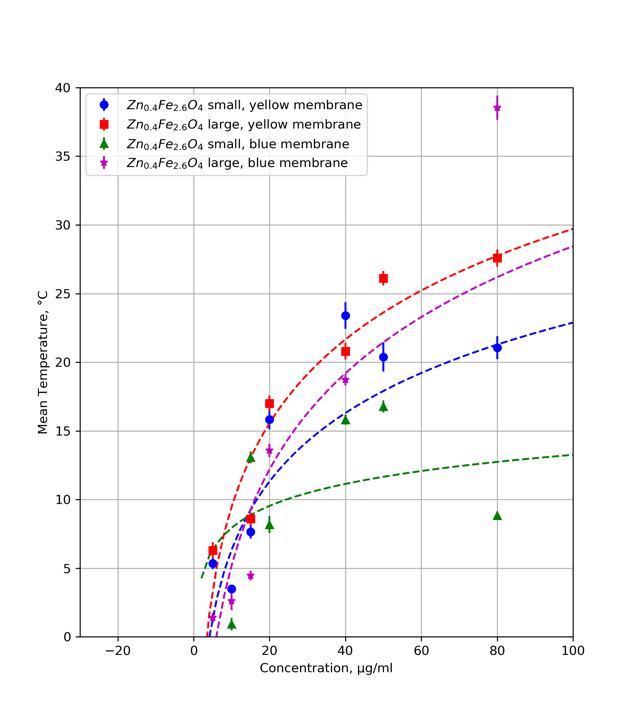 40
35
30
25
20
15
10
5
0
Mean Temperature, °C
Zn₀.₄Fe₂.₆O₄ small, yellow membrane
Zn₀.₄Fe₂.₆O₄ large, yellow membrane
Zn₀.₄Fe₂.₆O₄ small, blue membrane
Zn₀.₄Fe₂.₆O₄ large, blue membrane
−20 0 20 40 60 80 100
Concentration, μg/ml